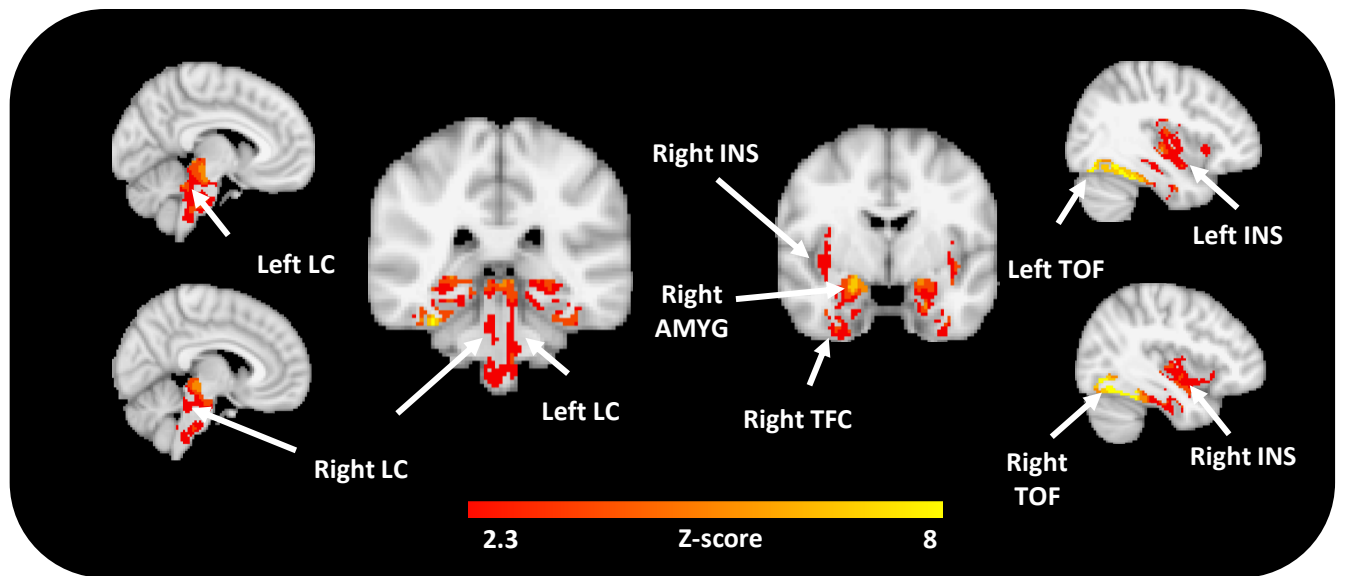 Left LC
Right LC
Left LC
Right INS
Right
AMYG
Right TFC
Left INS
Left TOF
Right INS
Right
TOF
2.3
Z-score
8